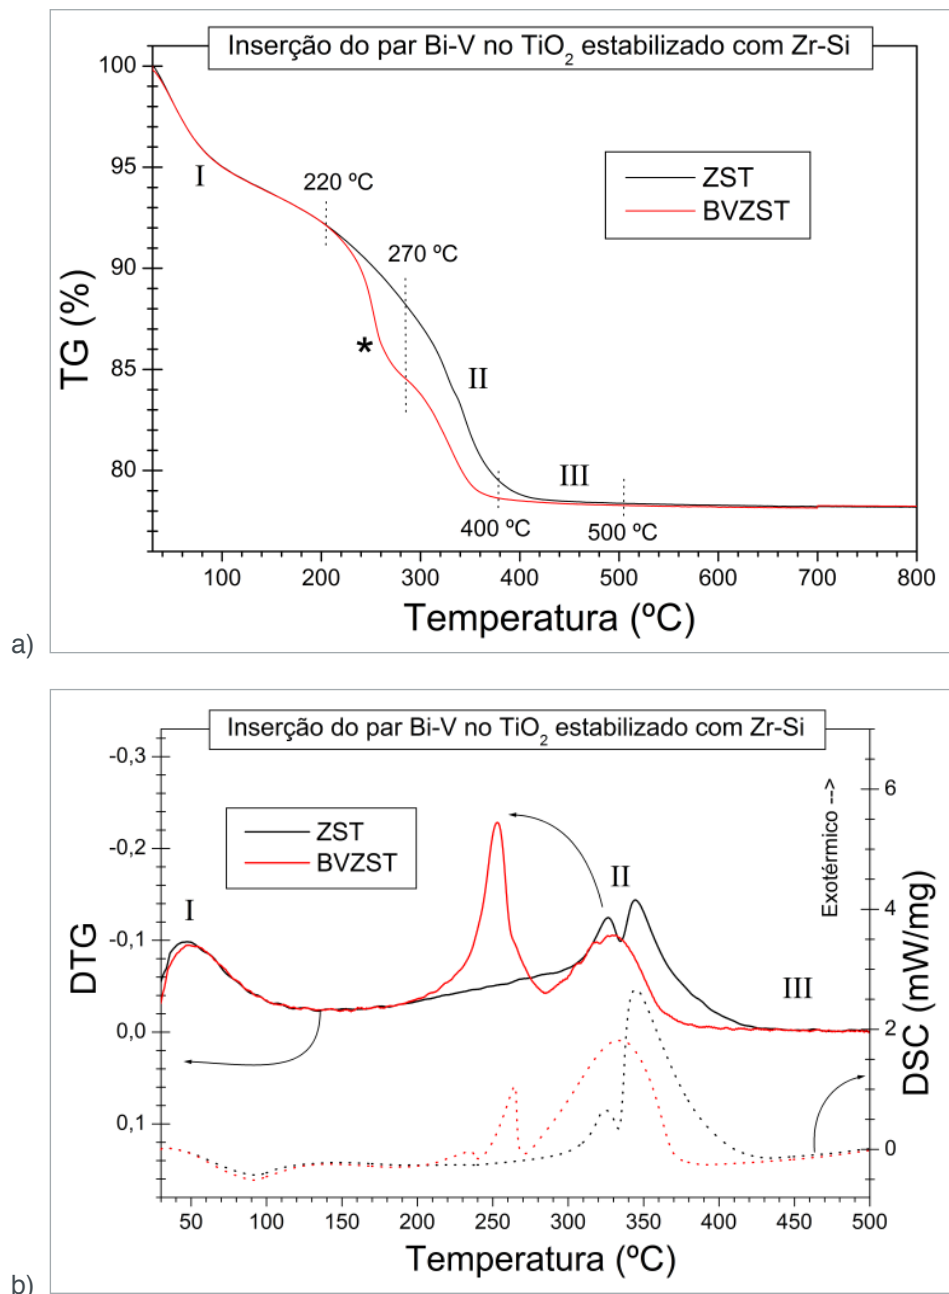 a)
Inserção do par Bi-V no TiO2 estabilizado com Zr-Si
100
95
90
85
80
TG (%)
I
220 ºC
270 ºC
*
II
III
400 ºC
500 ºC
ZST
BVZST
100 200 300 400 500 600 700 800
Temperatura (ºC)
b)
Inserção do par Bi-V no TiO2 estabilizado com Zr-Si
-0,3
-0,2
-0,1
0,0
0,1
DTG
ZST
BVZST
I
II
III
Exotérmico -->
6
4
2
0
DSC (mW/mg)
50 100 150 200 250 300 350 400 450 500
Temperatura (ºC)